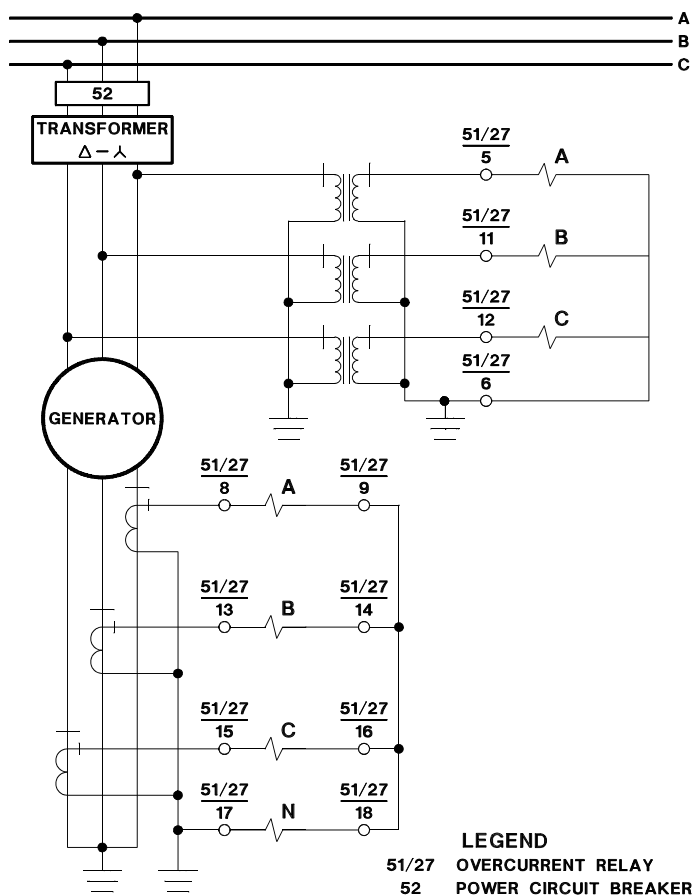 A
B
C
52
TRANSFORMER
Δ – Y
51/27
5
A
51/27
11
B
51/27
12
C
51/27
6
GENERATOR
51/27
8
A
51/27
9
51/27
13
B
51/27
14
51/27
15
C
51/27
16
51/27
17
N
51/27
18
LEGEND
51/27 OVERCURRENT RELAY
52 POWER CIRCUIT BREAKER